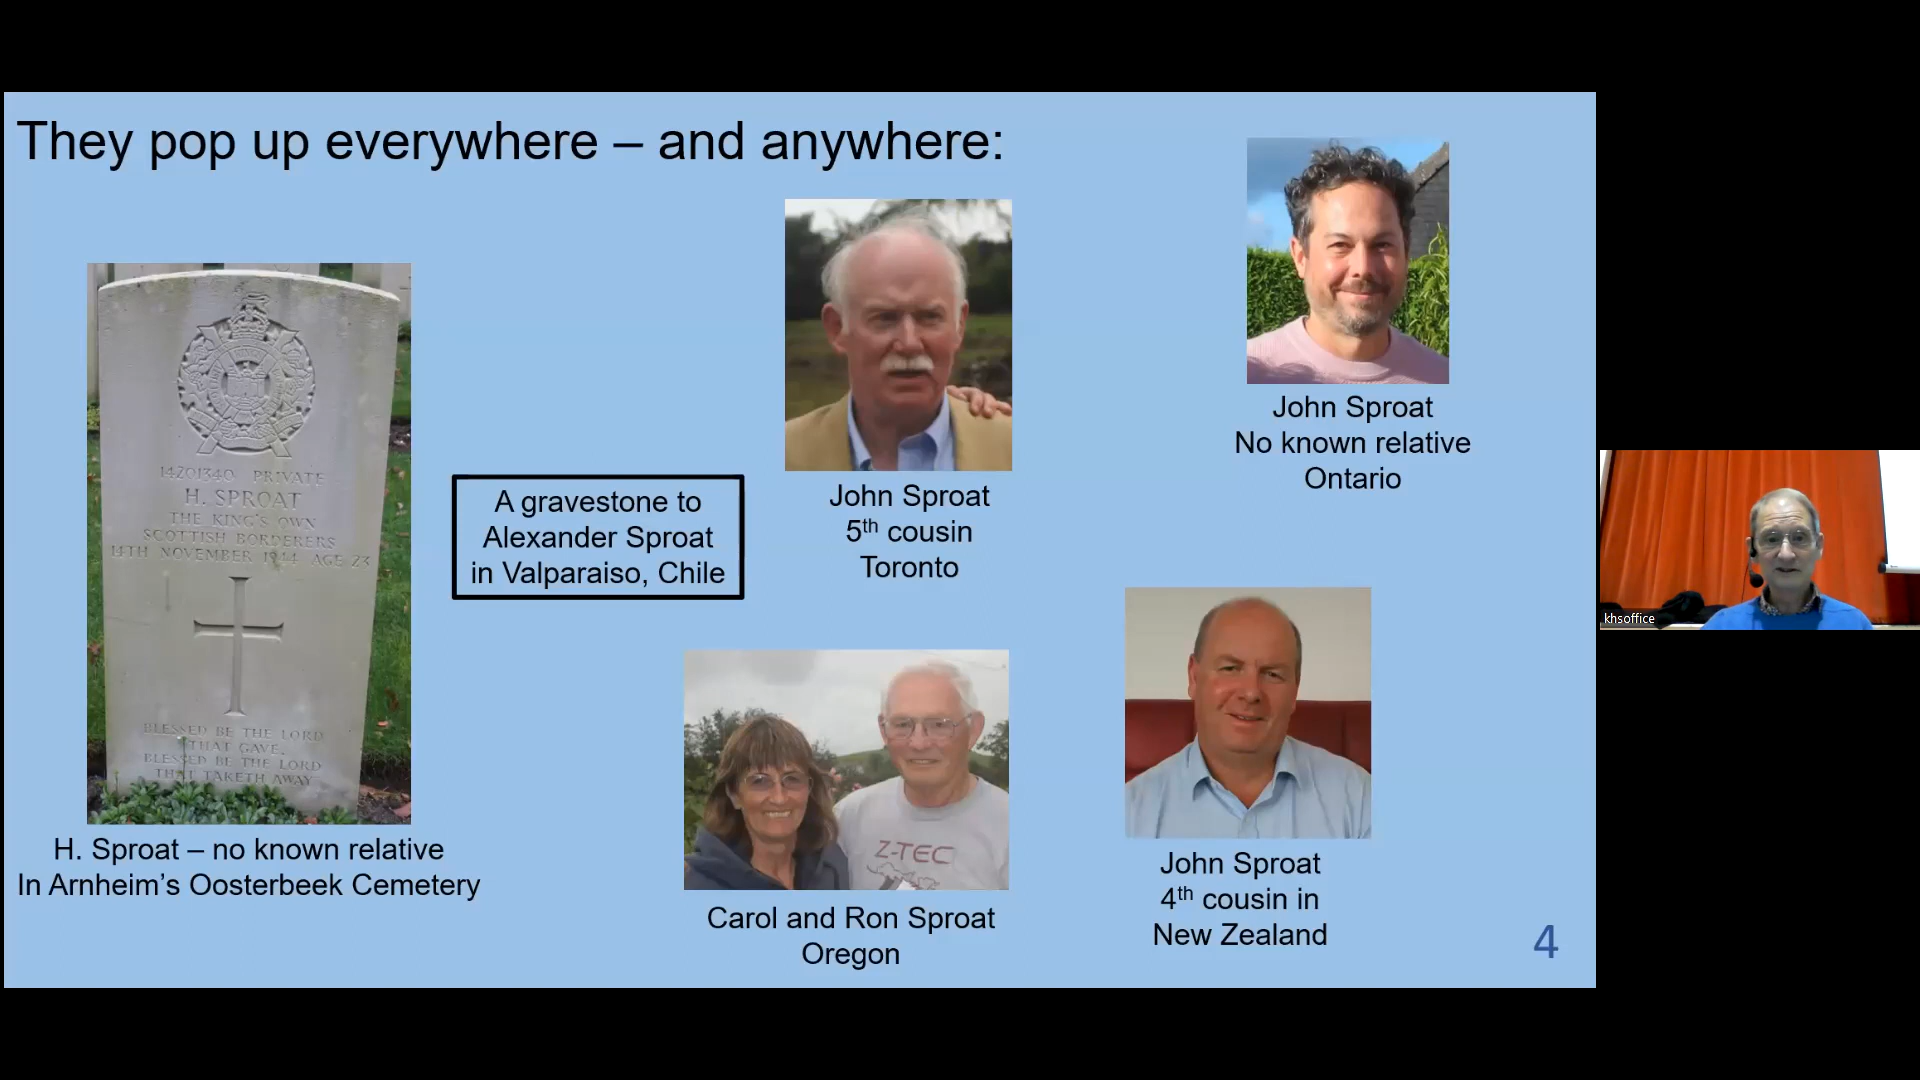 They pop up everywhere – and anywhere:
14201340 PRIVATE
H. SPROAT
THE KING'S OWN
SCOTTISH BORDERERS
11TH NOVEMBER 1944 AGE 23
BLESSED BE THE LORD
THAT GAVE,
BLESSED BE THE LORD
THAT TAKETH AWAY
H. Sproat – no known relative
In Arnheim’s Oosterbeek Cemetery
A gravestone to
Alexander Sproat
in Valparaiso, Chile
John Sproat
5th cousin
Toronto
John Sproat
No known relative
Ontario
Z-TEC
Carol and Ron Sproat
Oregon
John Sproat
4th cousin in
New Zealand
4
khsoffice